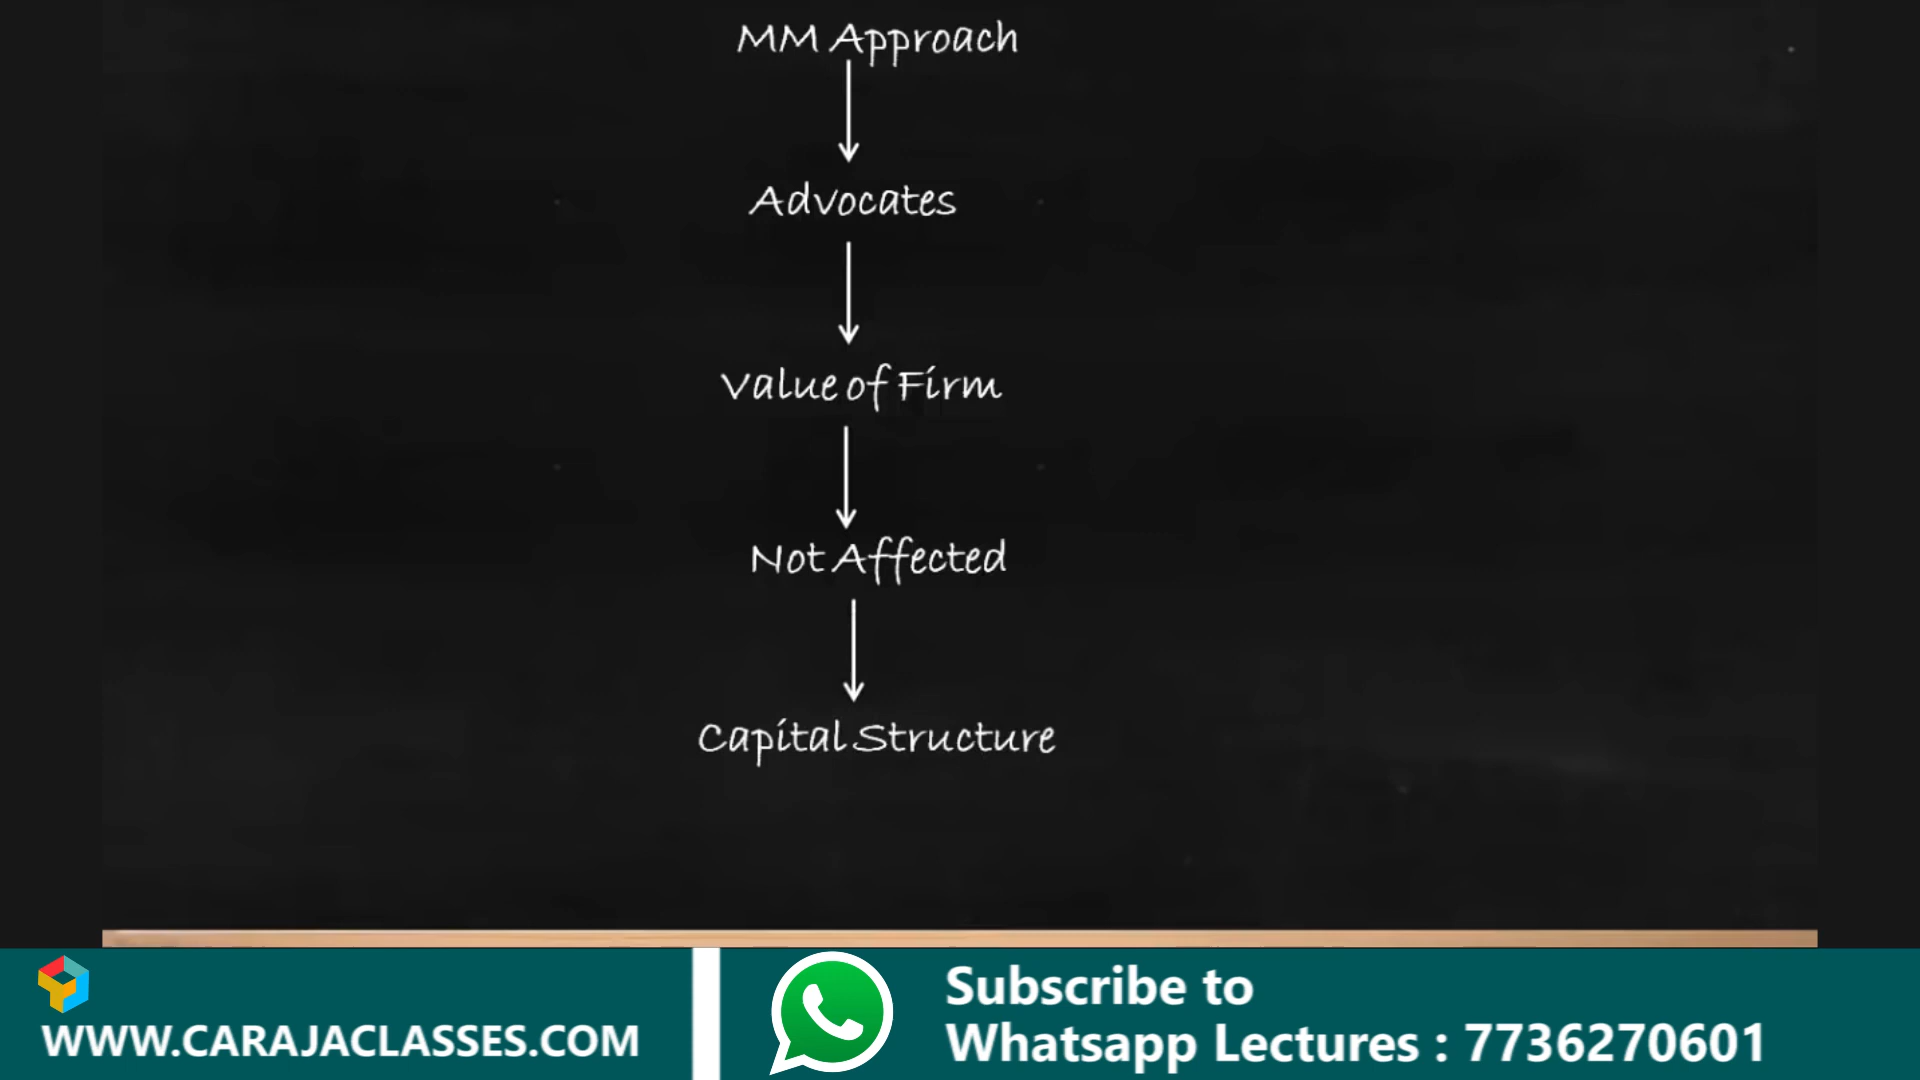 MM Approach
Advocates
Value of Firm
Not Affected
Capital Structure
WWW.CARAJACLASSES.COM
Subscribe to
Whatsapp Lectures : 7736270601